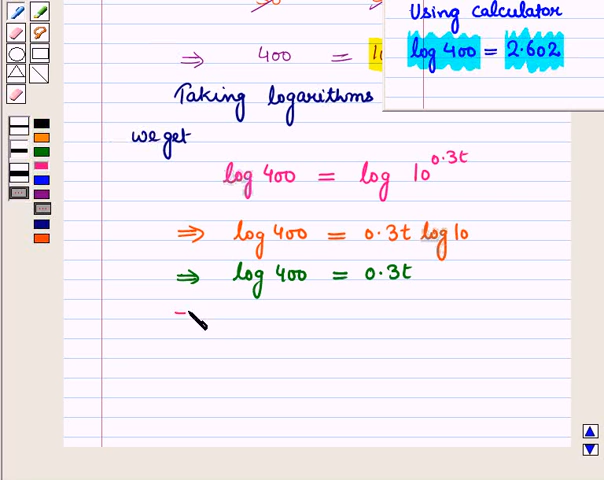 Using calculator
log 400 = 2.602
⇒ 400 =
Taking logarithms
we get
log 400 = log 10^0.3t
⇒ log 400 = 0.3t log 10
⇒ log 400 = 0.3t